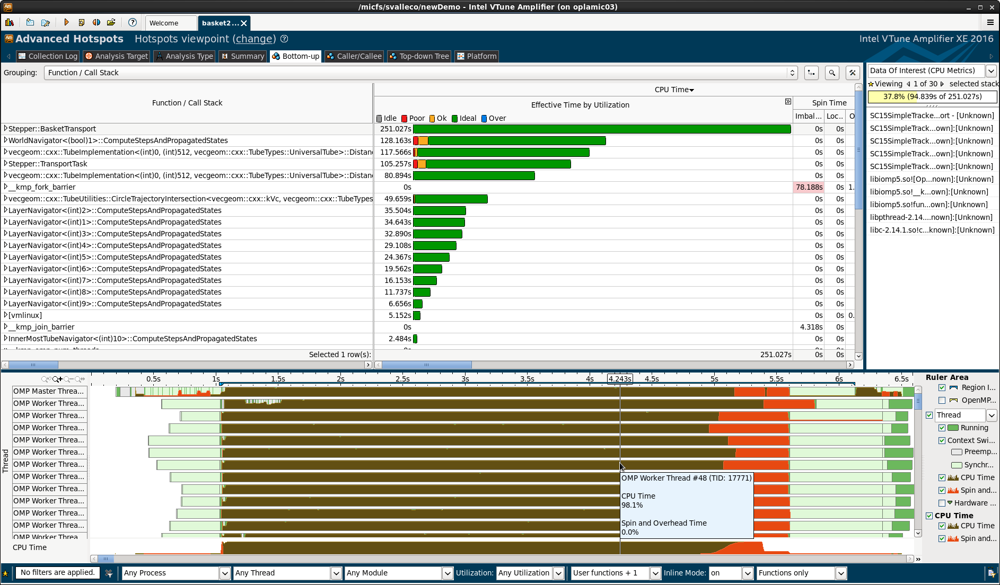 /micfs/svalleco/newDemo - Intel VTune Amplifier (on oplamic03)
Welcome
basket2...
Advanced Hotspots Hotspots viewpoint (change)
Intel VTune Amplifier XE 2016
Collection Log
Analysis Target
Analysis Type
Summary
Bottom-up
Caller/Callee
Top-down Tree
Platform
Grouping: Function / Call Stack
Function / Call Stack
CPU Time
Effective Time by Utilization
Idle Poor Ok Ideal Over
Spin Time
Imbal... Loc.. O
Stepper::BasketTransport 251.027s 0s 0s
WorldNavigator<(bool)1>::ComputeStepsAndPropagatedStates 128.163s 0s 0s
vecgeom::cxx::TubeImplementation<(int)0, (int)512, vecgeom::cxx::TubeTypes::UniversalTube>::Distan 117.566s 0s 0s
Stepper::TransportTask 105.257s 0s 0s
vecgeom::cxx::TubeImplementation<(int)0, (int)512, vecgeom::cxx::TubeTypes::UniversalTube>::Distan 80.894s 0s 0s
__kmp_fork_barrier 0s 78.188s 0s 1.
vecgeom::cxx::TubeUtilities::CircleTrajectoryIntersection<vecgeom::cxx::kVc, vecgeom::cxx::TubeTypes 49.659s 0s 0s
LayerNavigator<(int)2>::ComputeStepsAndPropagatedStates 35.504s 0s 0s
LayerNavigator<(int)1>::ComputeStepsAndPropagatedStates 34.643s 0s 0s
LayerNavigator<(int)3>::ComputeStepsAndPropagatedStates 32.890s 0s 0s
LayerNavigator<(int)4>::ComputeStepsAndPropagatedStates 29.108s 0s 0s
LayerNavigator<(int)5>::ComputeStepsAndPropagatedStates 24.367s 0s 0s
LayerNavigator<(int)6>::ComputeStepsAndPropagatedStates 19.562s 0s 0s
LayerNavigator<(int)7>::ComputeStepsAndPropagatedStates 16.153s 0s 0s
LayerNavigator<(int)8>::ComputeStepsAndPropagatedStates 11.737s 0s 0s
LayerNavigator<(int)9>::ComputeStepsAndPropagatedStates 6.656s 0s 0s
[vmlinux] 5.152s 0s 0s 0.
__kmp_join_barrier 0s 4.318s 0s
InnerMostTubeNavigator<(int)10>::ComputeStepsAndPropagatedStates 2.484s 0s 0s
Selected 1 row(s): 251.027s 0s 0s
Data Of Interest (CPU Metrics)
Viewing 1 of 30 selected stack
37.8% (94.839s of 251.027s)
SC15SimpleTracke...ort - [Unknown]
SC15SimpleTrack...own]:[Unknown]
SC15SimpleTrack...own]:[Unknown]
SC15SimpleTrack...own]:[Unknown]
SC15SimpleTrack...own]:[Unknown]
libiomp5.so![Op...nown]:[Unknown]
libiomp5.so!__k...own]:[Unknown]
libiomp5.so!fun...own]:[Unknown]
libpthread-2.14....nown]:[Unknown]
libc-2.14.1.so!c...known]:[Unknown]
0.5s 1s 1.5s 2s 2.5s 3s 3.5s 4s 4.243s 4.5s 5s 5.5s 6s 6.5s
Thread
OMP Master Threa...
OMP Worker Threa...
OMP Worker Threa...
OMP Worker Threa...
OMP Worker Threa...
OMP Worker Threa...
OMP Worker Threa...
OMP Worker Threa...
OMP Worker Threa...
OMP Worker Threa...
OMP Worker Threa...
OMP Worker Threa...
OMP Worker Threa
CPU Time
OMP Worker Thread #48 (TID: 17771)
CPU Time
98.1%
Spin and Overhead Time
0.0%
Ruler Area
Region I...
OpenMP...
Thread
Running
Context Swi...
Preemp...
Synchr...
CPU Time
Spin and...
Hardware ...
CPU Time
CPU Time
Spin and...
No filters are applied.
Any Process
Any Thread
Any Module
Utilization: Any Utilization
User functions + 1
Inline Mode: on
Functions only